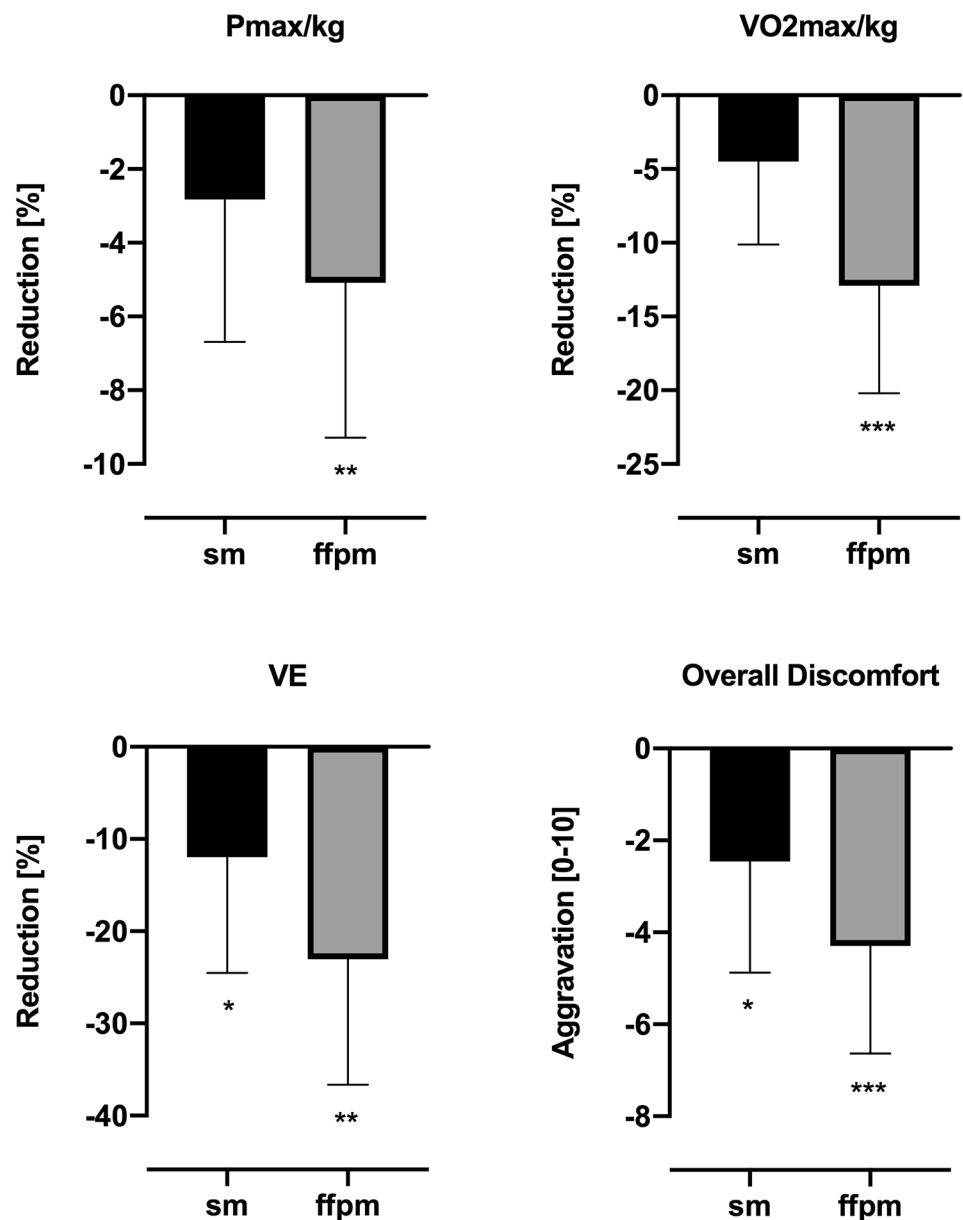 Pmax/kg
Reduction [%]
0
-2
-4
-6
-8
-10
**
sm ffpm
VO2max/kg
Reduction [%]
0
-5
-10
-15
-20
-25
***
sm ffpm
VE
Reduction [%]
0
-10
-20
-30
-40
*
**
sm ffpm
Overall Discomfort
Aggravation [0-10]
0
-2
-4
-6
-8
*
***
sm ffpm